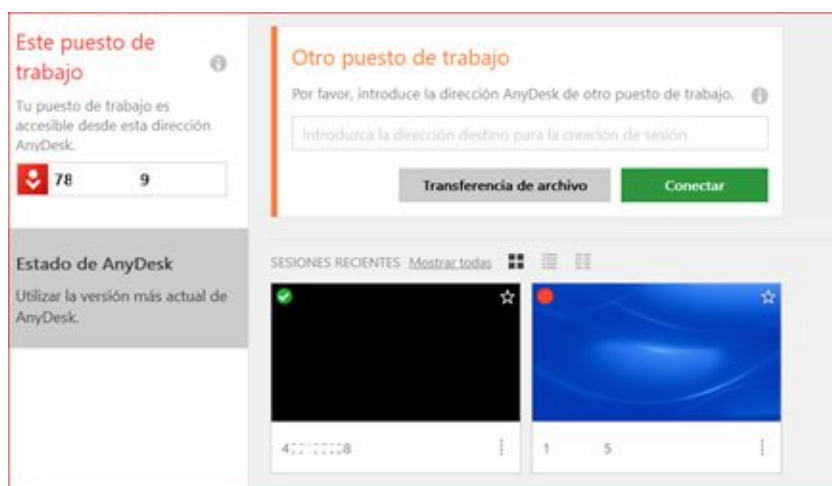 Este puesto de
trabajo
Tu puesto de trabajo es
accesible desde esta dirección
AnyDesk.
78 9
Estado de AnyDesk
Utilizar la versión más actual de
AnyDesk.
Otro puesto de trabajo
Por favor, introduce la dirección AnyDesk de otro puesto de trabajo.
Introduzca la dirección destino para la creación de sesión
Transferencia de archivo
Conectar
SESIONES RECIENTES Mostrar todas
4 8
1 5